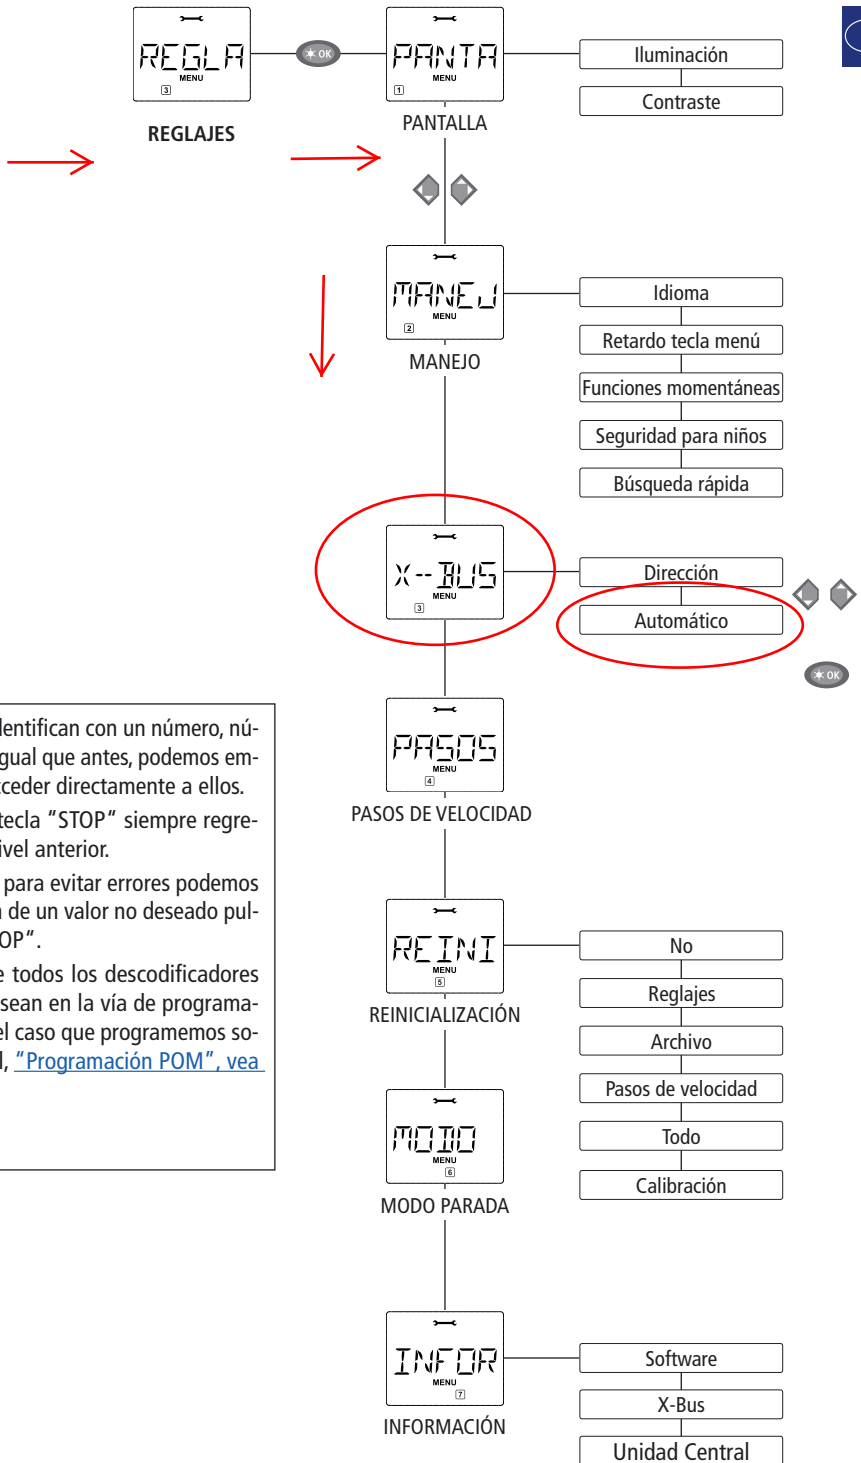 REGLA
MENU
3
REGLAJES
✶ OK
PANTA
MENU
1
PANTALLA
Iluminación
Contraste
MANEJ
MENU
2
MANEJO
Idioma
Retardo tecla menú
Funciones momentáneas
Seguridad para niños
Búsqueda rápida
X--BUS
MENU
3
Dirección
Automático
✶ OK
PASOS
MENU
4
PASOS DE VELOCIDAD
dentifican con un número, nú-
gual que antes, podemos em-
cceder directamente a ellos.
tecla "STOP" siempre regre-
ivel anterior.
para evitar errores podemos
de un valor no deseado pul-
OP".
e todos los descodificadores
sean en la vía de programa-
el caso que programemos so-
l, "Programación POM", vea
REINI
MENU
5
REINICIALIZACIÓN
No
Reglajes
Archivo
Pasos de velocidad
Todo
Calibración
MODO
MENU
6
MODO PARADA
INFOR
MENU
7
INFORMACIÓN
Software
X-Bus
Unidad Central